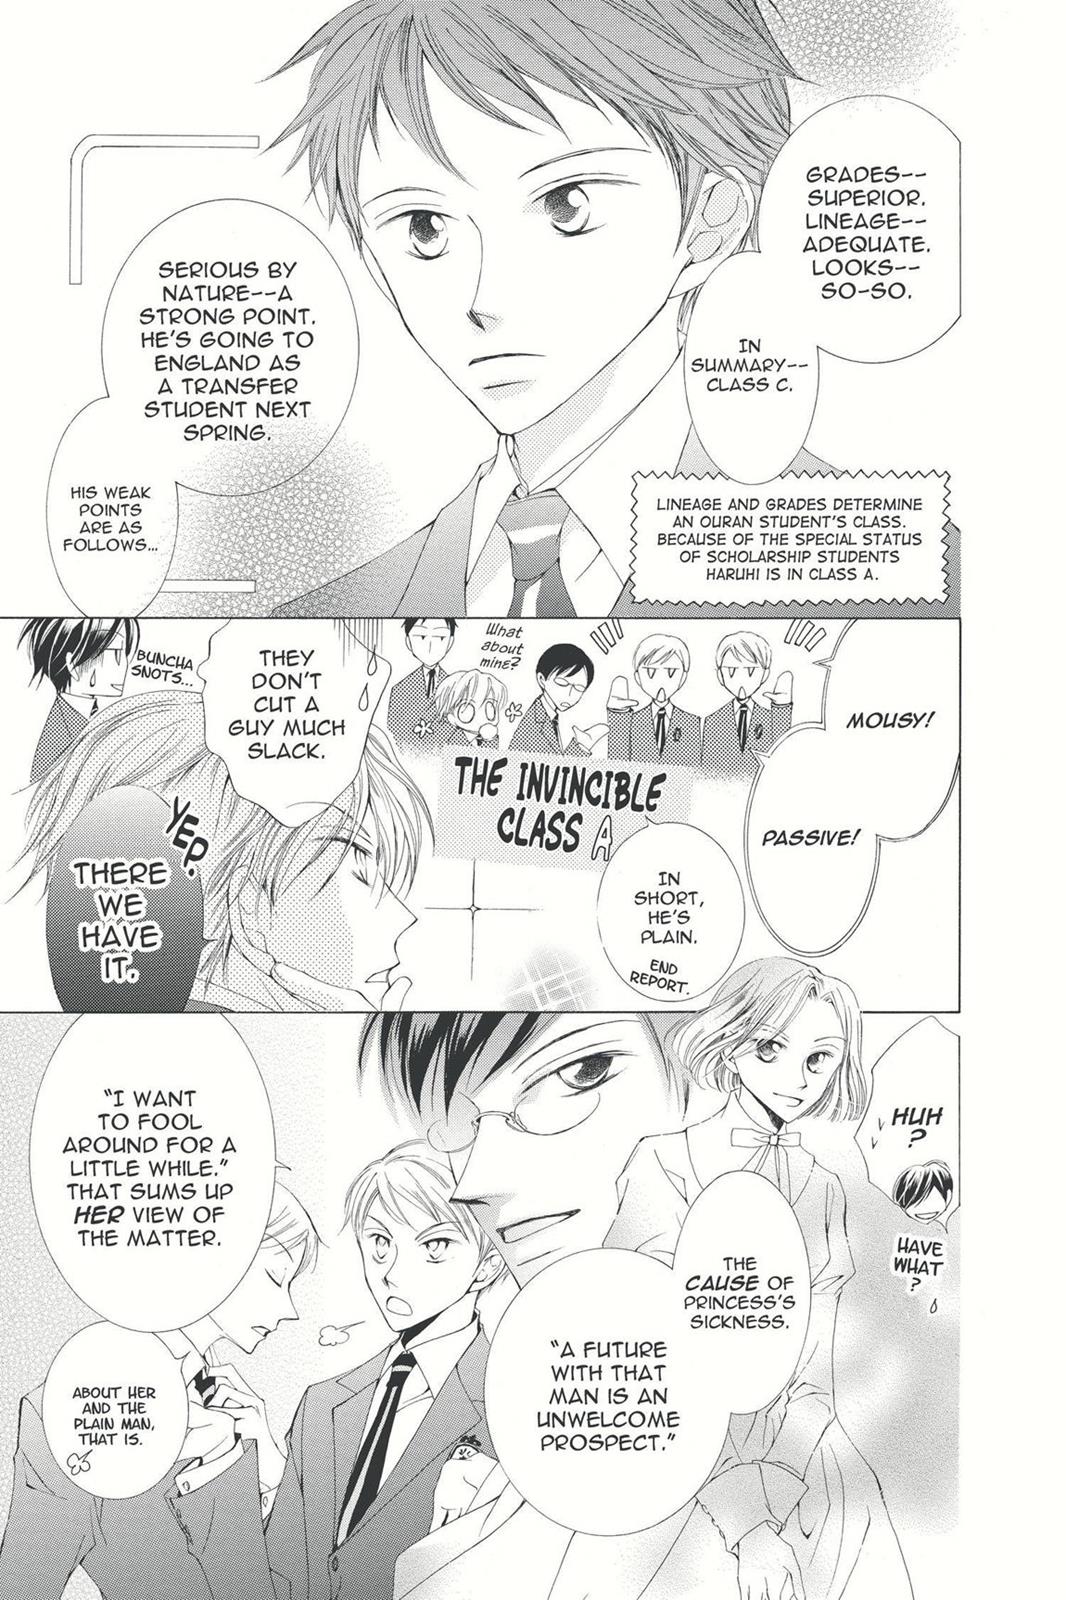 GRADES--
SUPERIOR.
LINEAGE--
ADEQUATE.
LOOKS--
SO-SO.
IN
SUMMARY--
CLASS C.
LINEAGE AND GRADES DETERMINE
AN OURAN STUDENT'S CLASS.
BECAUSE OF THE SPECIAL STATUS
OF SCHOLARSHIP STUDENTS
HARUHI IS IN CLASS A.
SERIOUS BY
NATURE--A
STRONG POINT.
HE'S GOING TO
ENGLAND AS
A TRANSFER
STUDENT NEXT
SPRING.
HIS WEAK
POINTS
ARE AS
FOLLOWS...
MOUSY!
PASSIVE!
What
about
mine?
THE INVINCIBLE
CLASS A
IN
SHORT,
HE'S
PLAIN.
END
REPORT.
THEY
DON'T
CUT A
GUY MUCH
SLACK.
BUNCHA
SNOTS...
YEP.
THERE
WE
HAVE
IT.
HUH
?
HAVE
WHAT
?
THE
CAUSE OF
PRINCESS'S
SICKNESS.
"A FUTURE
WITH THAT
MAN IS AN
UNWELCOME
PROSPECT."
"I WANT
TO FOOL
AROUND FOR A
LITTLE WHILE."
THAT SUMS UP
HER VIEW OF
THE MATTER.
ABOUT HER
AND THE
PLAIN MAN,
THAT IS.